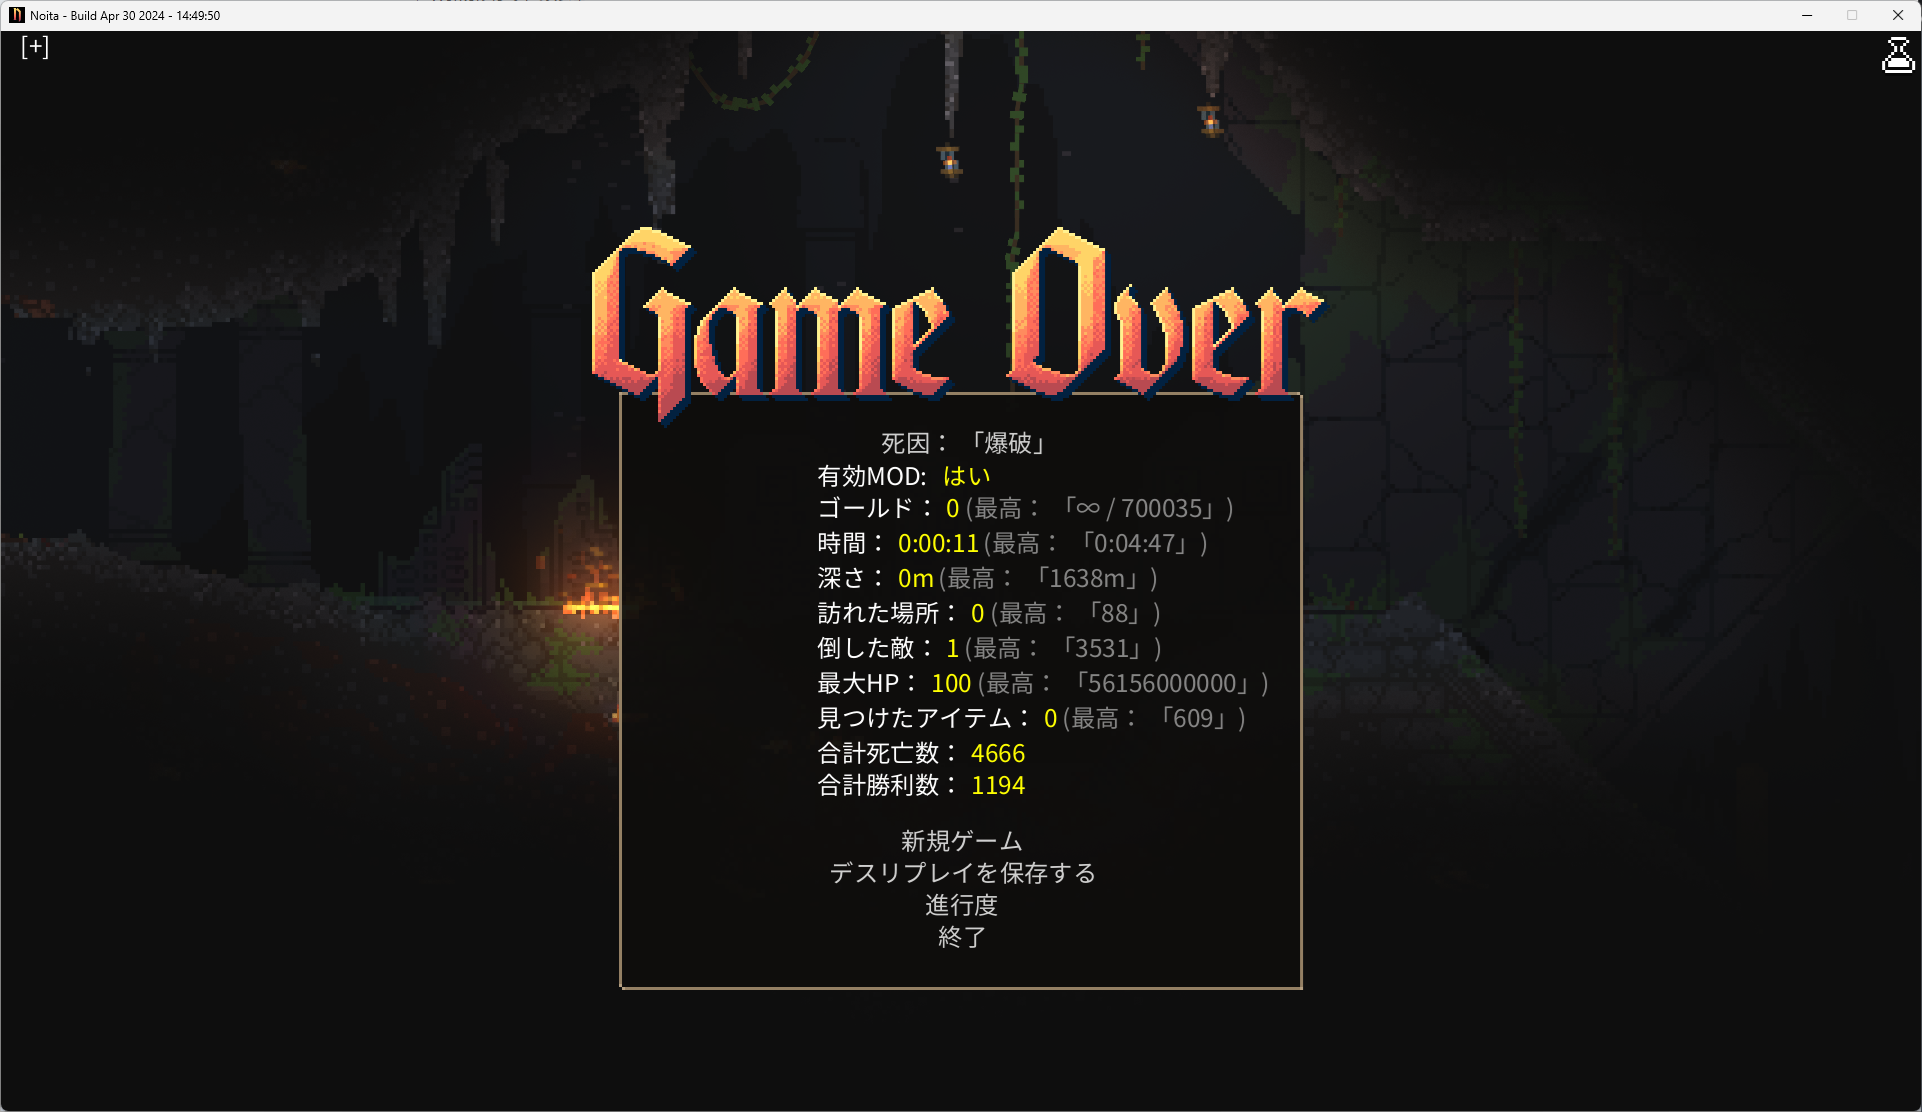 Noita - Build Apr 30 2024 - 14:49:50
[+]
Game Over
死因： 「爆破」
有効MOD: はい
ゴールド： 0 (最高： 「∞ / 700035」)
時間： 0:00:11 (最高： 「0:04:47」)
深さ： 0m (最高： 「1638m」)
訪れた場所： 0 (最高： 「88」)
倒した敵： 1 (最高： 「3531」)
最大HP： 100 (最高： 「56156000000」)
見つけたアイテム： 0 (最高： 「609」)
合計死亡数： 4666
合計勝利数： 1194
新規ゲーム
デスリプレイを保存する
進行度
終了